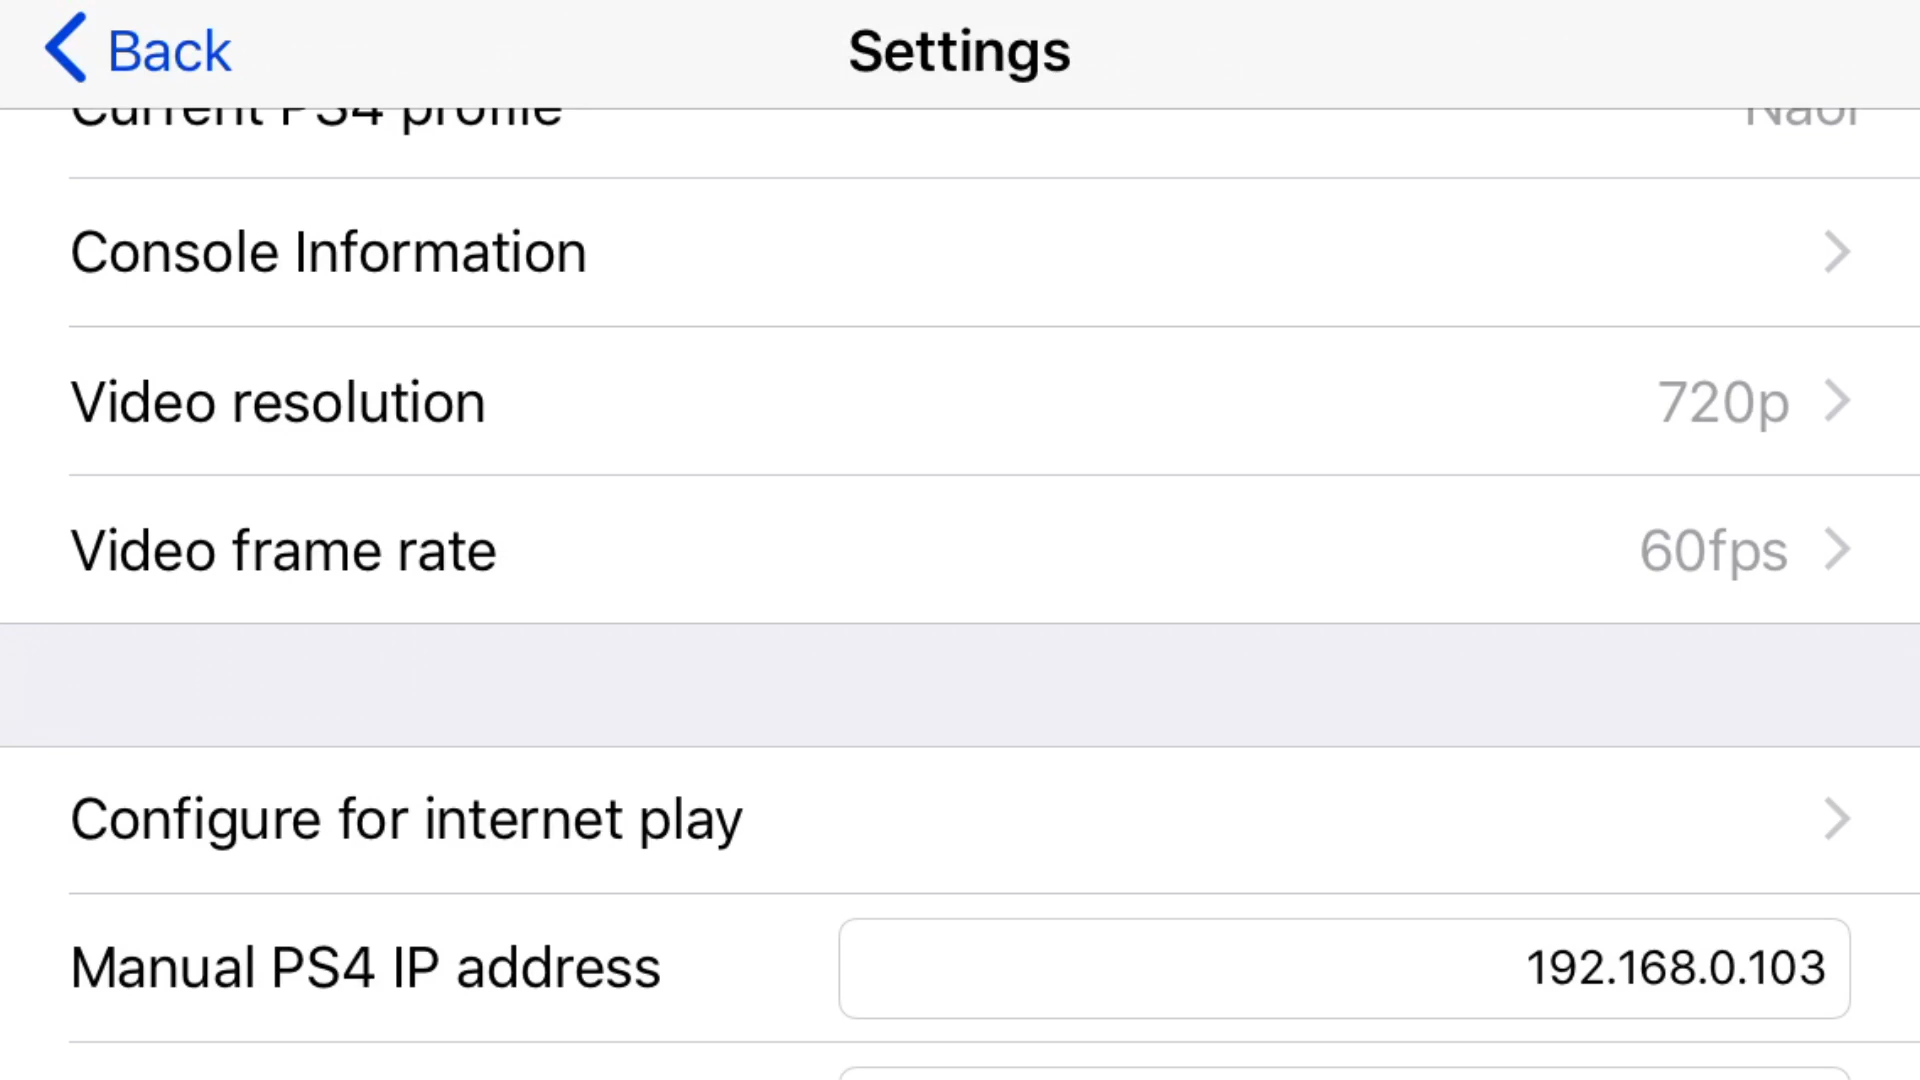 Back
Settings
Current PS4 profile
Naor
Console Information
Video resolution
720p
Video frame rate
60fps
Configure for internet play
Manual PS4 IP address
192.168.0.103